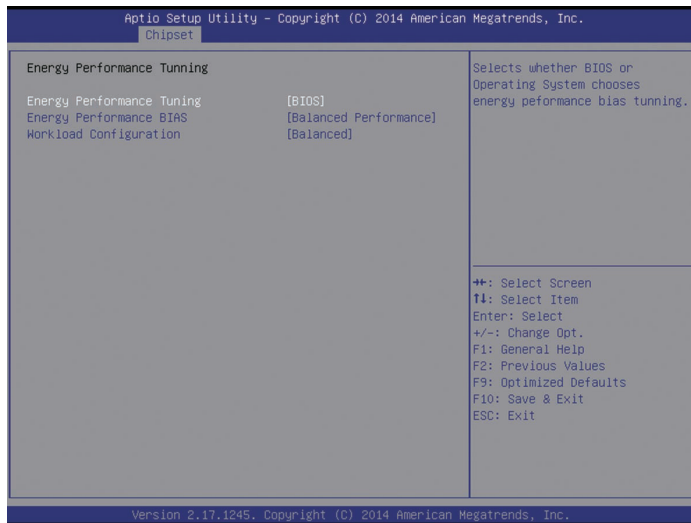 Aptio Setup Utility – Copyright (C) 2014 American Megatrends, Inc.
Chipset
Energy Performance Tunning
Energy Performance Tuning [BIOS]
Energy Performance BIAS [Balanced Performance]
Workload Configuration [Balanced]
Selects whether BIOS or
Operating System chooses
energy peformance bias tunning.
→←: Select Screen
↑↓: Select Item
Enter: Select
+/-: Change Opt.
F1: General Help
F2: Previous Values
F9: Optimized Defaults
F10: Save & Exit
ESC: Exit
Version 2.17.1245. Copyright (C) 2014 American Megatrends, Inc.